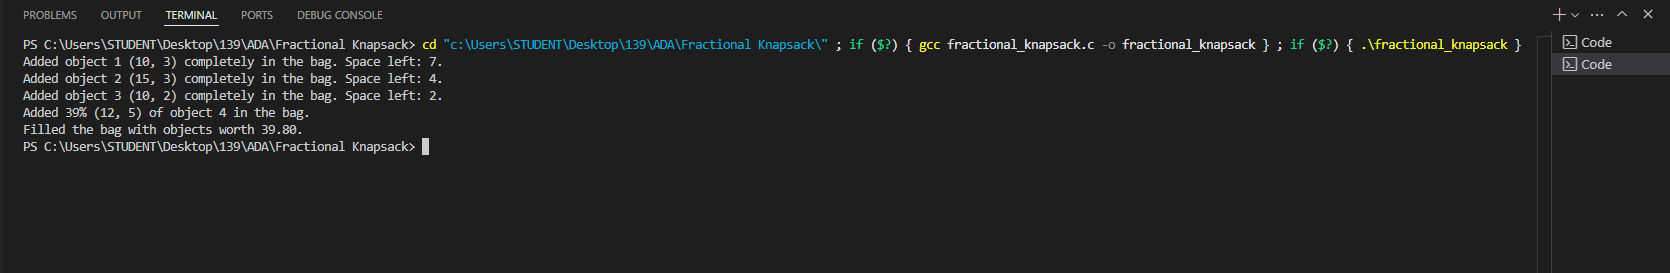 PROBLEMS OUTPUT TERMINAL PORTS DEBUG CONSOLE
PS C:\Users\STUDENT\Desktop\139\ADA\Fractional Knapsack> cd "c:\Users\STUDENT\Desktop\139\ADA\Fractional Knapsack\" ; if ($?) { gcc fractional_knapsack.c -o fractional_knapsack } ; if ($?) { .\fractional_knapsack }
Added object 1 (10, 3) completely in the bag. Space left: 7.
Added object 2 (15, 3) completely in the bag. Space left: 4.
Added object 3 (10, 2) completely in the bag. Space left: 2.
Added 39% (12, 5) of object 4 in the bag.
Filled the bag with objects worth 39.80.
PS C:\Users\STUDENT\Desktop\139\ADA\Fractional Knapsack>
Code
Code